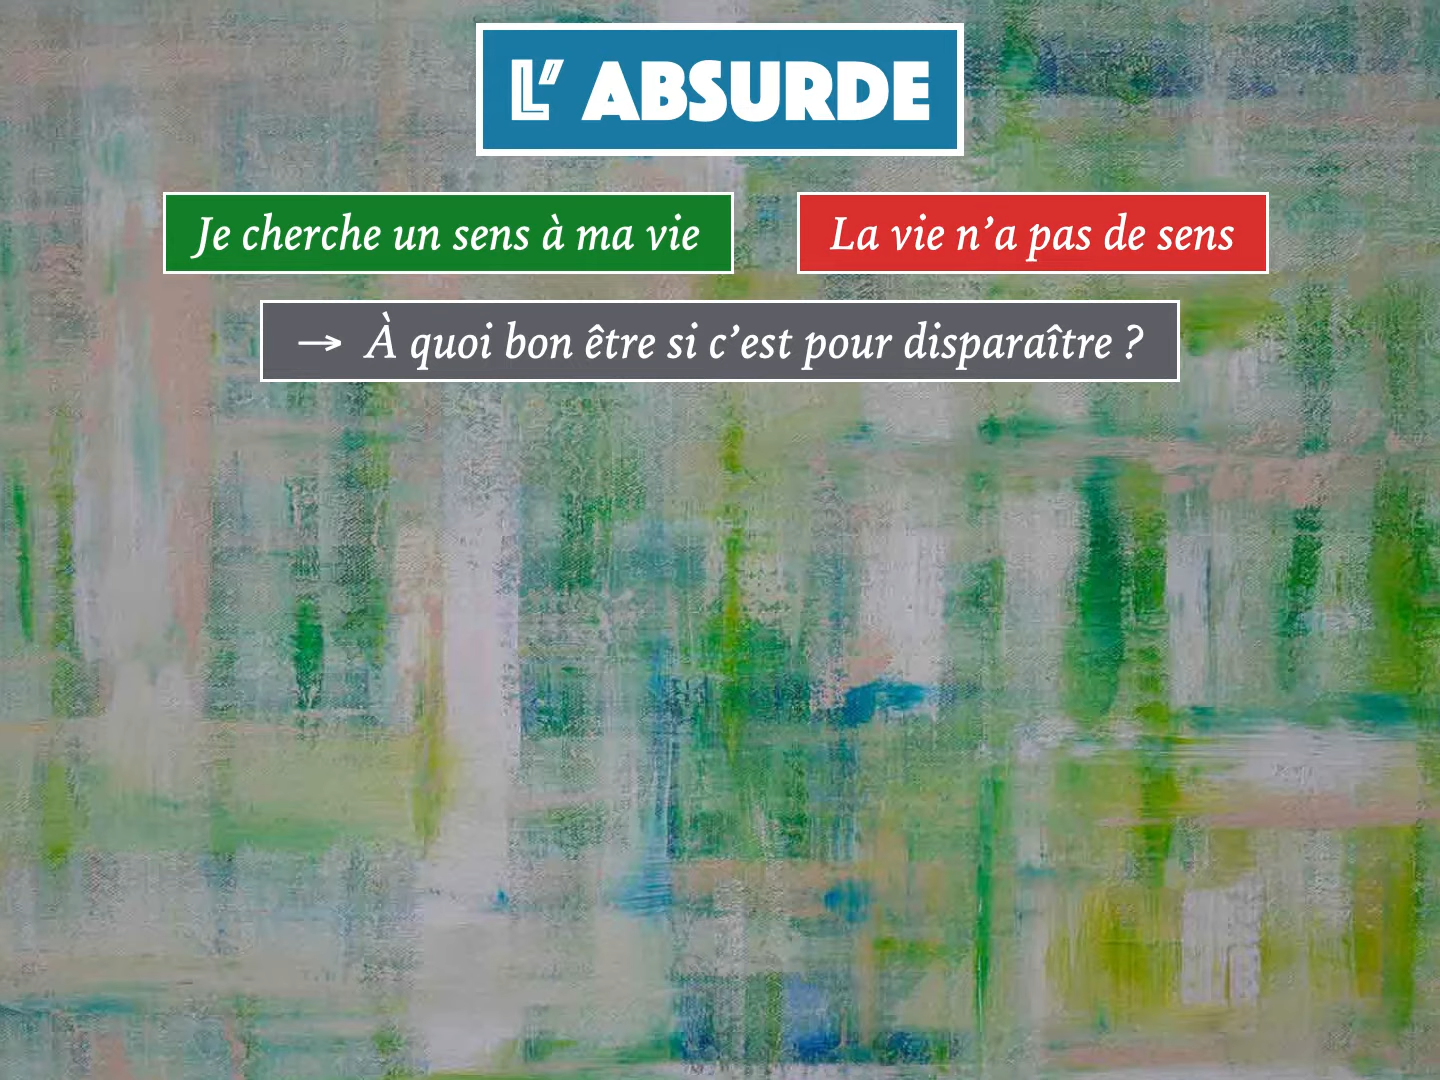 L’ ABSURDE
Je cherche un sens à ma vie
La vie n’a pas de sens
→ À quoi bon être si c’est pour disparaître ?